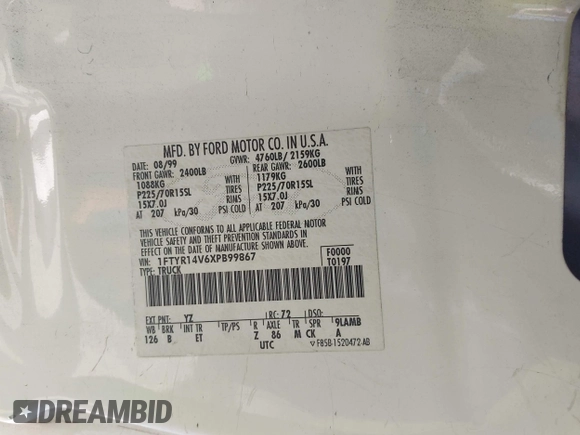 MFD. BY FORD MOTOR CO. IN U.S.A.
DATE: 08/99 GVWR: 4760LB/ 2159KG
FRONT GAWR: 2400LB REAR GAWR: 2600LB
1088KG WITH 1179KG WITH
P225/70R15SL TIRES P225/70R15SL TIRES
15X7.0J RIMS 15X7.0J RIMS
AT 207 kPa/30 PSI COLD AT 207 kPa/30 PSI COLD
THIS VEHICLE CONFORMS TO ALL APPLICABLE FEDERAL MOTOR
VEHICLE SAFETY AND THEFT PREVENTION STANDARDS IN
EFFECT ON THE DATE OF MANUFACTURE SHOWN ABOVE.
VIN: 1FTYR14V6XPB99867 F0000
TYPE: TRUCK T0197
EXT PNT: YZ RC: 72 DSO:
WB BRK INT TR TP/PS R AXLE TR SPR 9LAMB
126 B ET Z 86 M CK A
UTC ▽F85B-1520472-AB
DREAMBID